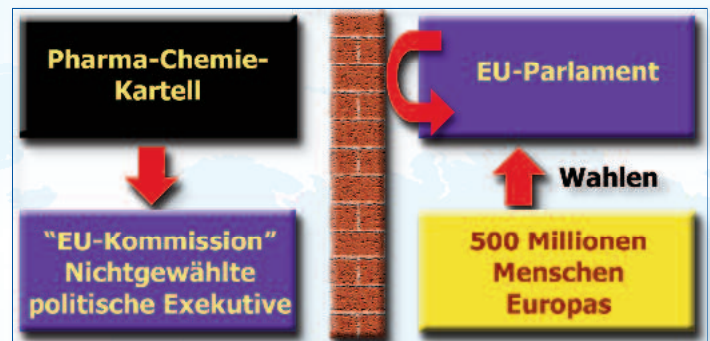 Pharma-Chemie-
Kartell
EU-Parlament
Wahlen
"EU-Kommission"
Nichtgewählte
politische Exekutive
500 Millionen
Menschen
Europas